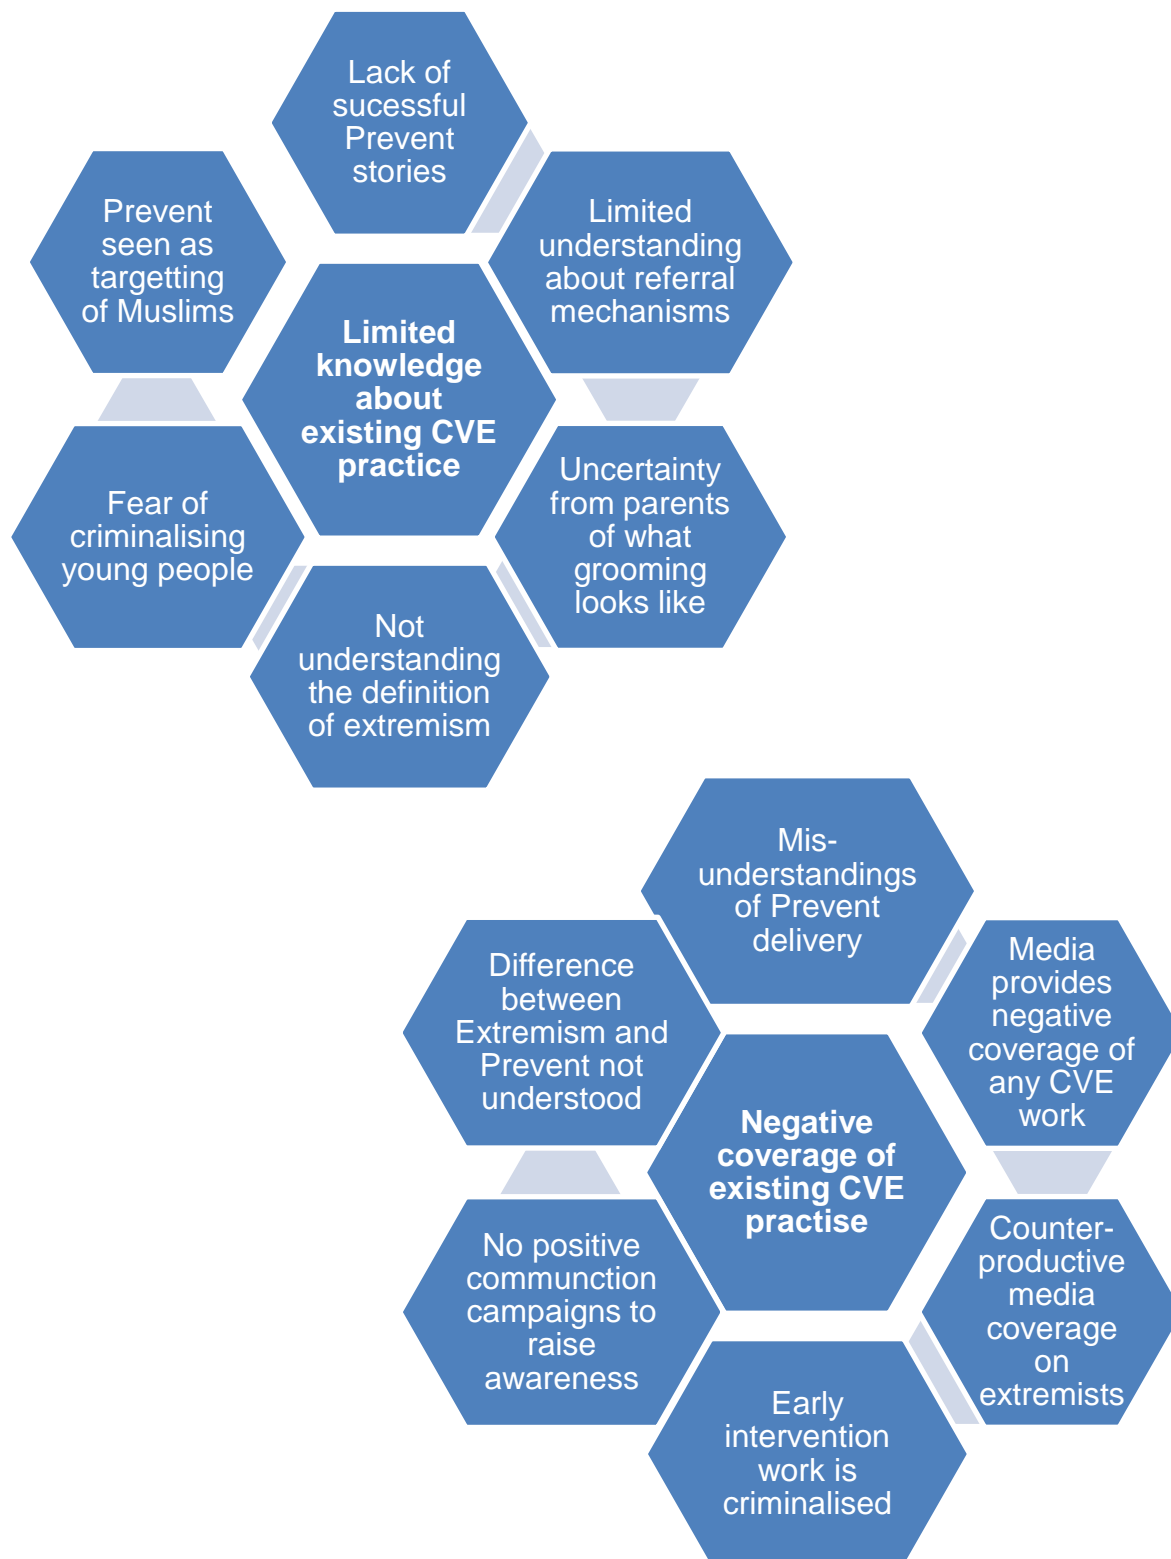 Lack of
sucessful
Prevent
stories
Limited
understanding
about referral
mechanisms
Prevent
seen as
targetting
of Muslims
Limited
knowledge
about
existing CVE
practice
Uncertainty
from parents
of what
grooming
looks like
Fear of
criminalising
young people
Not
understanding
the definition
of extremism
Mis-
understandings
of Prevent
delivery
Media
provides
negative
coverage of
any CVE
work
Difference
between
Extremism and
Prevent not
understood
Negative
coverage of
existing CVE
practise
Counter-
productive
media
coverage
on
extremists
No positive
communction
campaigns to
raise
awareness
Early
intervention
work is
criminalised